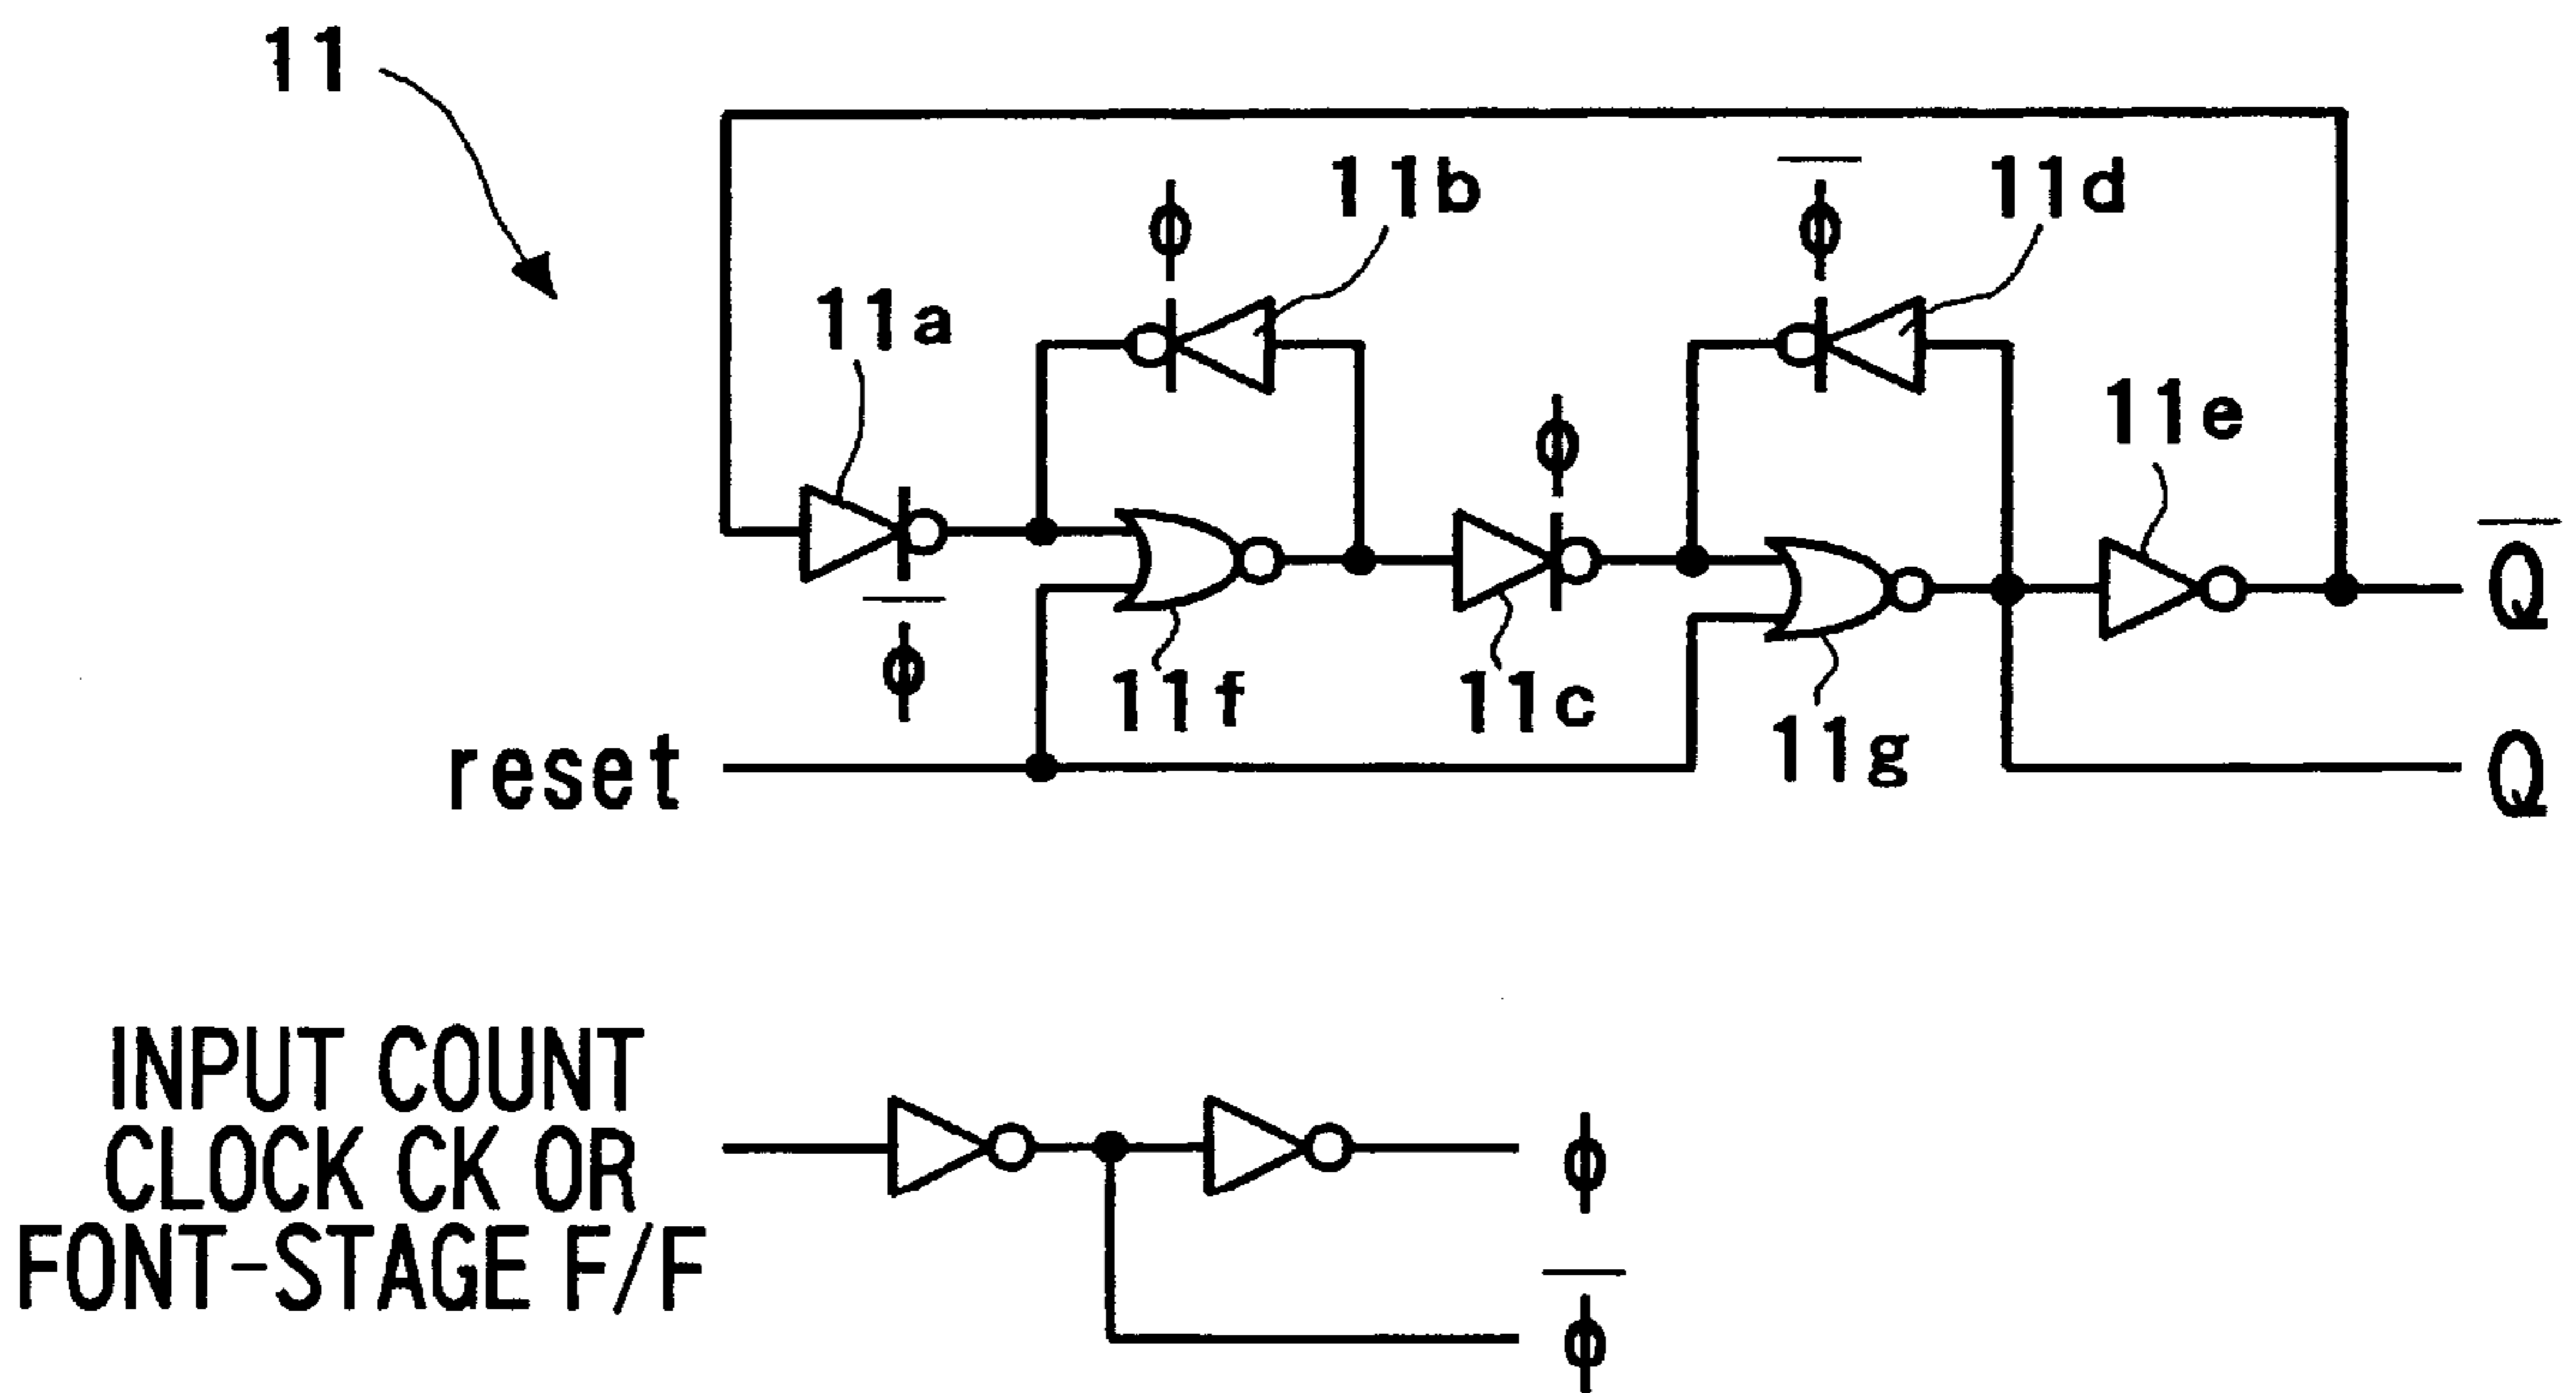 11
ϕ
11b
ϕ̅
11d
11a
11e
ϕ
Q̅
ϕ̅
11f
11c
11g
reset
Q
INPUT COUNT
CLOCK CK OR
FONT-STAGE F/F
ϕ
ϕ̅